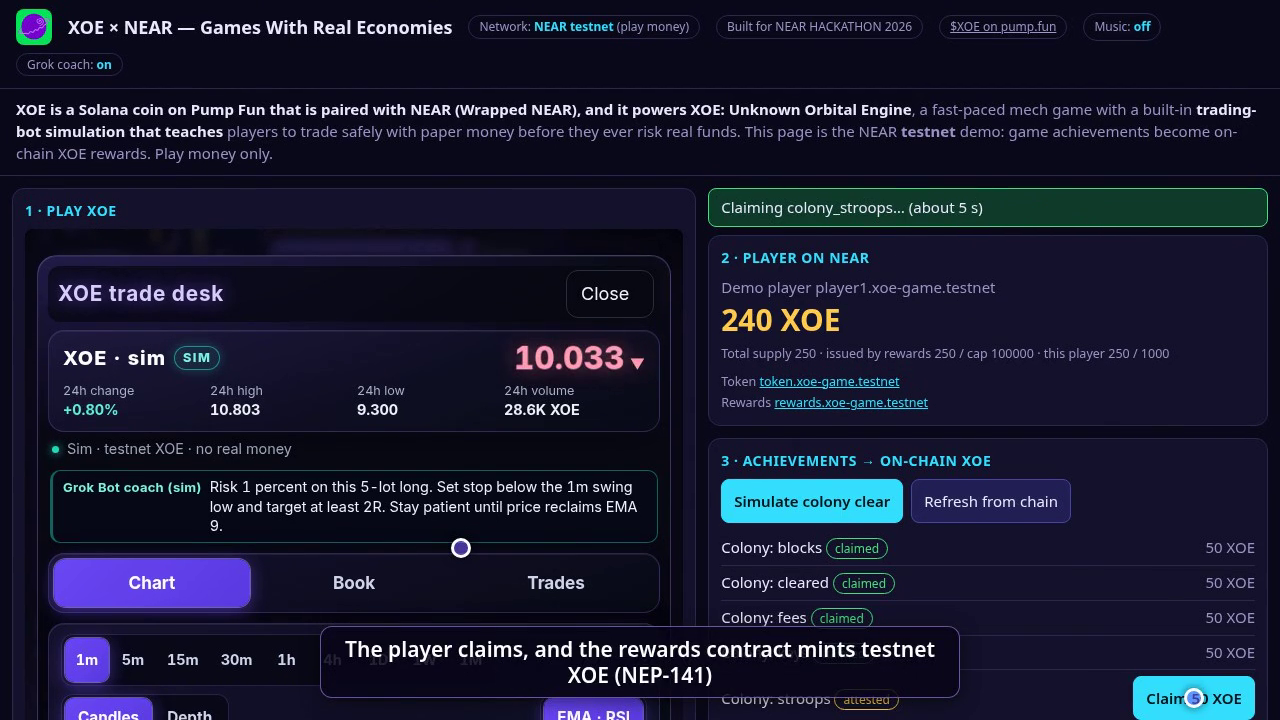 XOE × NEAR — Games With Real Economies
Network: NEAR testnet (play money)
Built for NEAR HACKATHON 2026
$XOE on pump.fun
Music: off
Grok coach: on
XOE is a Solana coin on Pump Fun that is paired with NEAR (Wrapped NEAR), and it powers XOE: Unknown Orbital Engine, a fast-paced mech game with a built-in trading-
bot simulation that teaches players to trade safely with paper money before they ever risk real funds. This page is the NEAR testnet demo: game achievements become on-
chain XOE rewards. Play money only.
1 · PLAY XOE
XOE trade desk
Close
XOE · sim SIM
10.033 ▼
24h change
24h high
24h low
24h volume
+0.80%
10.803
9.300
28.6K XOE
Sim · testnet XOE · no real money
Grok Bot coach (sim) Risk 1 percent on this 5-lot long. Set stop below the 1m swing
low and target at least 2R. Stay patient until price reclaims EMA
9.
Chart
Book
Trades
1m
5m
15m
30m
1h
4h
1D
1W
1M
Candles
Depth
EMA · RSI
Claiming colony_stroops... (about 5 s)
2 · PLAYER ON NEAR
Demo player player1.xoe-game.testnet
240 XOE
Total supply 250 · issued by rewards 250 / cap 100000 · this player 250 / 1000
Token token.xoe-game.testnet
Rewards rewards.xoe-game.testnet
3 · ACHIEVEMENTS → ON-CHAIN XOE
Simulate colony clear
Refresh from chain
Colony: blocks claimed
50 XOE
Colony: cleared claimed
50 XOE
Colony: fees claimed
50 XOE
50 XOE
Colony: stroops attested
Claim 50 XOE
The player claims, and the rewards contract mints testnet
XOE (NEP-141)